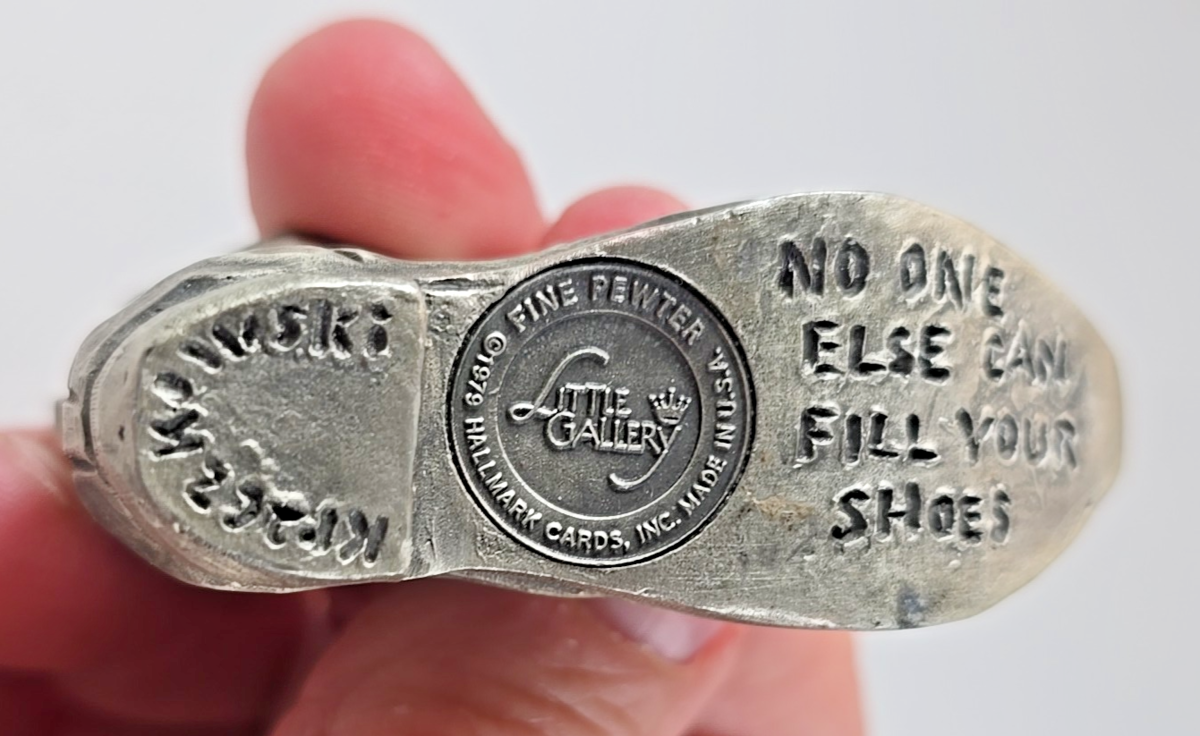 FINE PEWTER
LITTLE
GALLERY
©1979 HALLMARK CARDS, INC. MADE IN U.S.A.
NO ONE
ELSE CAN
FILL YOUR
SHOES